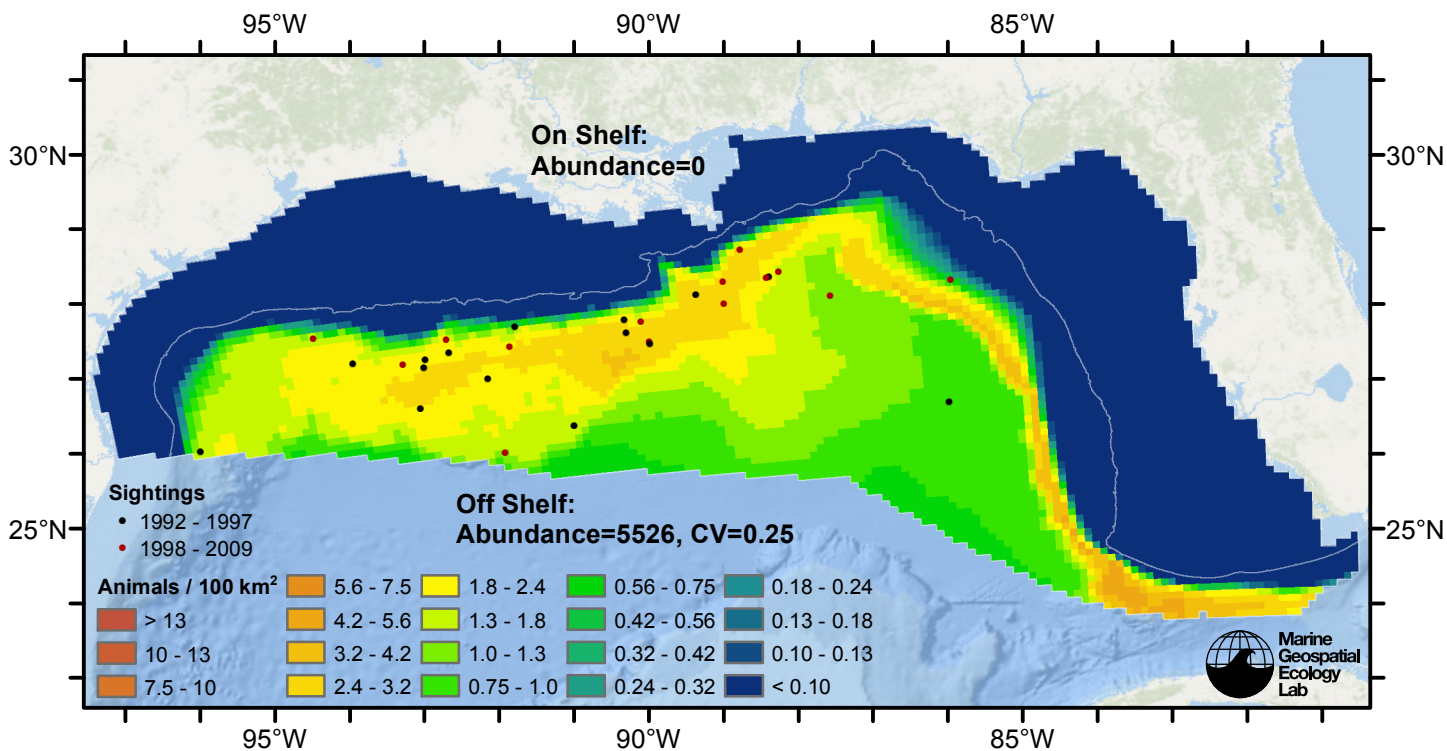 95°W 90°W 85°W
30°N 30°N
On Shelf:
Abundance=0
25°N 25°N
Off Shelf:
Abundance=5526, CV=0.25
Sightings
1992 - 1997
1998 - 2009
Animals / 100 km²
> 13
10 - 13
7.5 - 10
5.6 - 7.5
4.2 - 5.6
3.2 - 4.2
2.4 - 3.2
1.8 - 2.4
1.3 - 1.8
1.0 - 1.3
0.75 - 1.0
0.56 - 0.75
0.42 - 0.56
0.32 - 0.42
0.24 - 0.32
0.18 - 0.24
0.13 - 0.18
0.10 - 0.13
< 0.10
Marine
Geospatial
Ecology
Lab
95°W 90°W 85°W